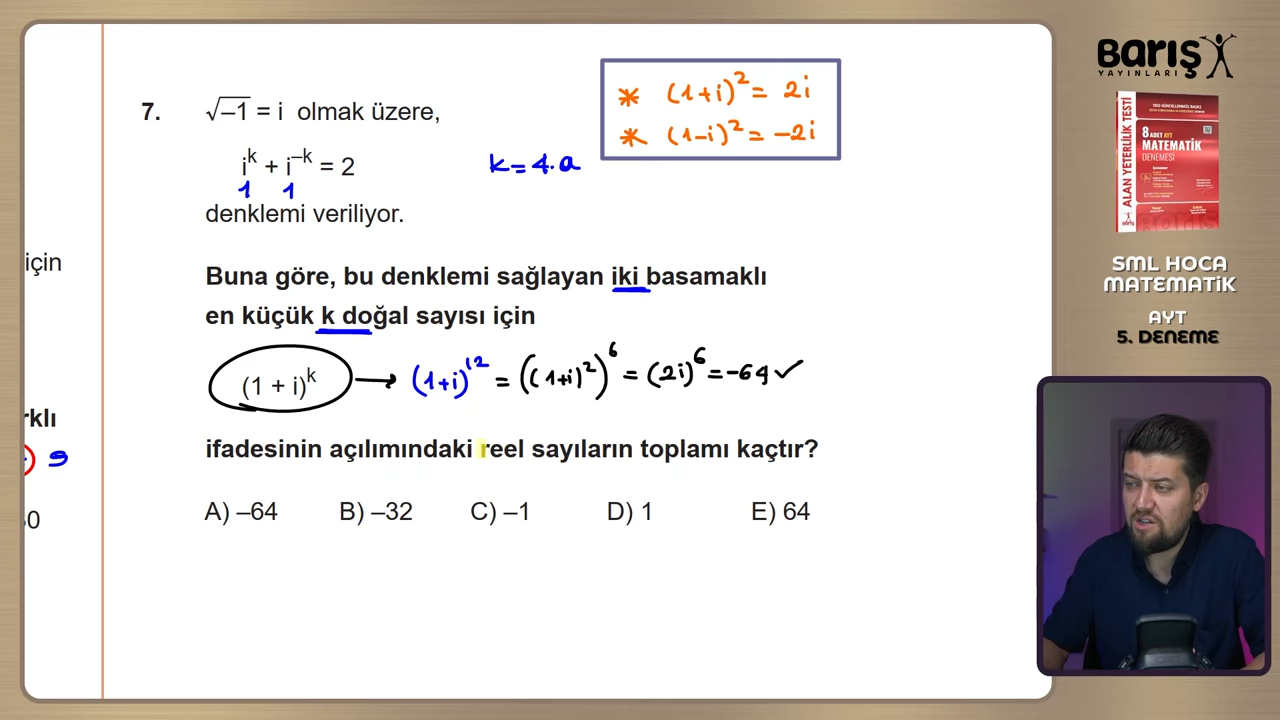 BARIŞ
YAYINLARI
* (1+i)² = 2i
* (1-i)² = -2i
7. √–1 = i olmak üzere,
iᵏ + i⁻ᵏ = 2
k=4.a
1 1
denklemi veriliyor.
için
Buna göre, bu denklemi sağlayan iki basamaklı
en küçük k doğal sayısı için
(1 + i)ᵏ → (1+i)¹² = ((1+i)²)⁶ = (2i)⁶ = -64 ✓
rklı
ifadesinin açılımındaki reel sayıların toplamı kaçtır?
9
A) –64 B) –32 C) –1 D) 1 E) 64
0
ALAN YETERLİLİK TESTİ
8 ADET AYT
MATEMATİK
DENEMESİ
BARIŞ
SML HOCA
MATEMATİK
AYT
5. DENEME